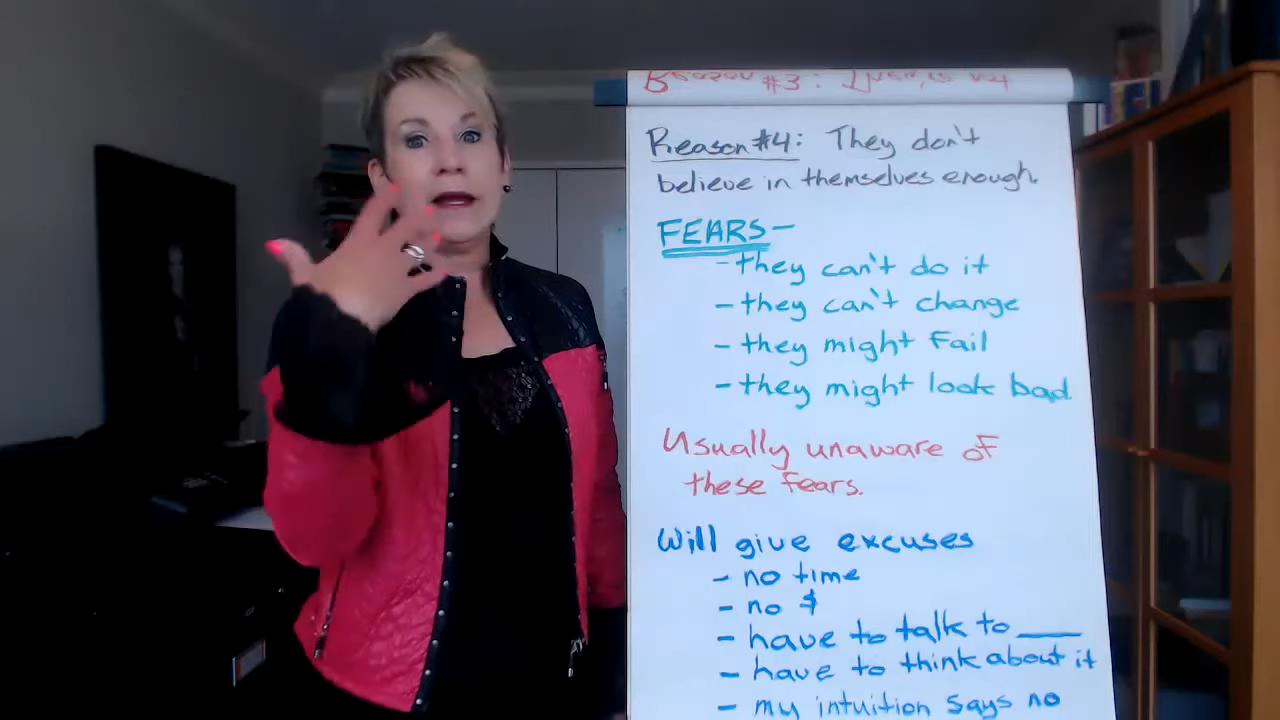 Reason #3:
Reason #4: They don't
believe in themselves enough.
FEARS-
- they can't do it
- they can't change
- they might Fail
- they might look bad.
Usually unaware of
these Fears.
Will give excuses
- no time
- no $
- have to talk to ____
- have to think about it
- my intuition says no